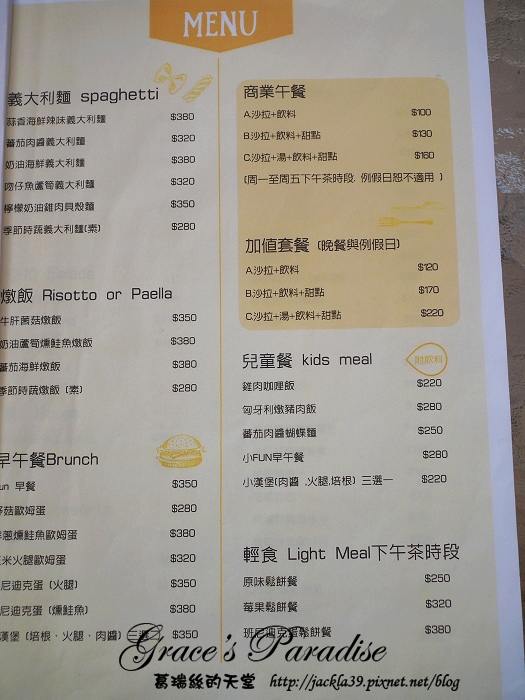 MENU
義大利麵 spaghetti
蒜香海鮮辣味義大利麵 $380
蕃茄肉醬義大利麵 $320
奶油海鮮義大利麵 $380
吻仔魚蘆筍義大利麵 $320
檸檬奶油雞肉貝殼麵 $350
季節時蔬義大利麵(素) $280
燉飯 Risotto or Paella
牛肝菌菇燉飯 $350
奶油蘆筍燻鮭魚燉飯 $380
蕃茄海鮮燉飯 $380
季節時蔬燉飯 (素) $280
早午餐Brunch
un 早餐 $350
菇歐姆蛋 $280
蔥燻鮭魚歐姆蛋 $380
米火腿歐姆蛋 $320
尼迪克蛋 (火腿) $350
尼迪克蛋 (燻鮭魚) $380
漢堡 (培根、火腿、肉醬) 三選一 $350
商業午餐
A.沙拉+飲料 $100
B.沙拉+飲料+甜點 $130
C.沙拉+湯+飲料+甜點 $160
(周一至周五下午茶時段, 例假日恕不適用 )
加值套餐 (晚餐與例假日)
A.沙拉+飲料 $120
B.沙拉+飲料+甜點 $170
C.沙拉+湯+飲料+甜點 $220
兒童餐 kids meal 附飲料
雞肉咖哩飯 $220
匈牙利燉豬肉飯 $280
蕃茄肉醬蝴蝶麵 $250
小FUN早午餐 $280
小漢堡(肉醬 ,火腿,培根) 三選一 $220
輕食 Light Meal下午茶時段
原味鬆餅餐 $250
莓果鬆餅餐 $320
班尼迪克蛋鬆餅餐 $380
Grace's Paradise
葛瑞絲的天堂 http://jackla39.pixnet.net/blog